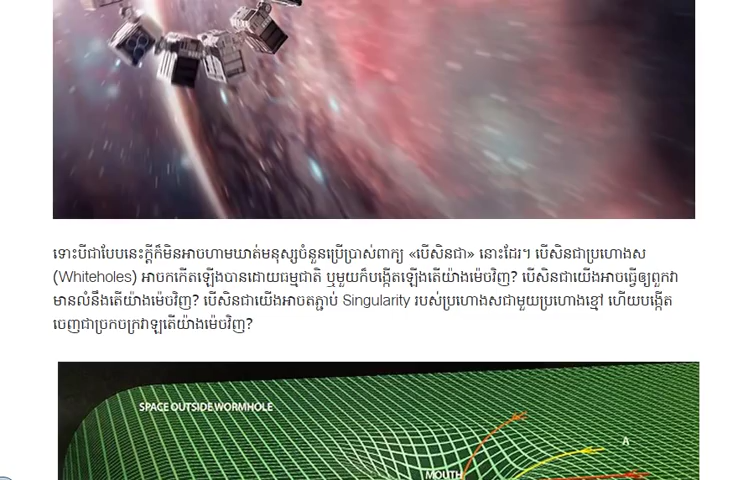 ទោះបីជាបែបនេះក្តីក៏មិនអាចហាមឃាត់មនុស្សចំនួនប្រើប្រាស់ពាក្យ «បើសិនជា» នោះដែរ។ បើសិនជាប្រហោងស
(Whiteholes) អាចកកើតឡើងបានដោយធម្មជាតិ ឬមួយក៏បង្កើតឡើងតើយ៉ាងម៉េចវិញ? បើសិនជាយើងអាចធ្វើឲ្យពួកវា
មានលំនឹងតើយ៉ាងម៉េចវិញ? បើសិនជាយើងអាចតភ្ជាប់ Singularity របស់ប្រហោងសជាមួយប្រហោងខ្មៅ ហើយបង្កើត
ចេញជាច្រកចក្រវាឡតើយ៉ាងម៉េចវិញ?
SPACE OUTSIDE WORMHOLE
A
MOUTH